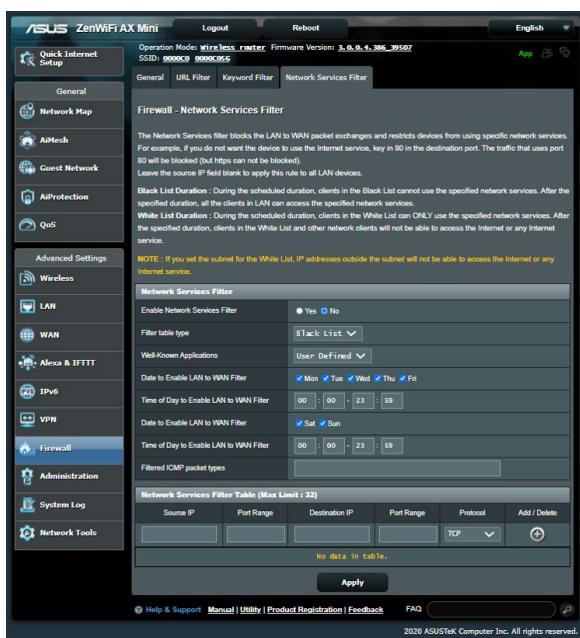 ASUS ZenWiFi AX Mini Logout Reboot English
Quick Internet Setup
Operation Mode: Wireless router Firmware Version: 3.0.0.4.386_39507
SSID: 0000C0 0000C056
App
General URL Filter Keyword Filter Network Services Filter
General
Network Map
AiMesh
Guest Network
AiProtection
QoS
Advanced Settings
Wireless
LAN
WAN
Alexa & IFTTT
IPv6
VPN
Firewall
Administration
System Log
Network Tools
Firewall - Network Services Filter
The Network Services filter blocks the LAN to WAN packet exchanges and restricts devices from using specific network services.
For example, if you do not want the device to use the Internet service, key in 80 in the destination port. The traffic that uses port
80 will be blocked (but https can not be blocked).
Leave the source IP field blank to apply this rule to all LAN devices.
Black List Duration : During the scheduled duration, clients in the Black List cannot use the specified network services. After the
specified duration, all the clients in LAN can access the specified network services.
White List Duration : During the scheduled duration, clients in the White List can ONLY use the specified network services. After
the specified duration, clients in the White List and other network clients will not be able to access the Internet or any Internet
service.
NOTE : If you set the subnet for the White List, IP addresses outside the subnet will not be able to access the Internet or any
Internet service.
Network Services Filter
Enable Network Services Filter Yes No
Filter table type Black List
Well-Known Applications User Defined
Date to Enable LAN to WAN Filter Mon Tue Wed Thu Fri
Time of Day to Enable LAN to WAN Filter 00 : 00 - 23 : 59
Date to Enable LAN to WAN Filter Sat Sun
Time of Day to Enable LAN to WAN Filter 00 : 00 - 23 : 59
Filtered ICMP packet types
Network Services Filter Table (Max Limit : 32)
Source IP Port Range Destination IP Port Range Protocol Add / Delete
TCP
No data in table.
Apply
Help & Support Manual | Utility | Product Registration | Feedback FAQ
2020 ASUSTeK Computer Inc. All rights reserved.